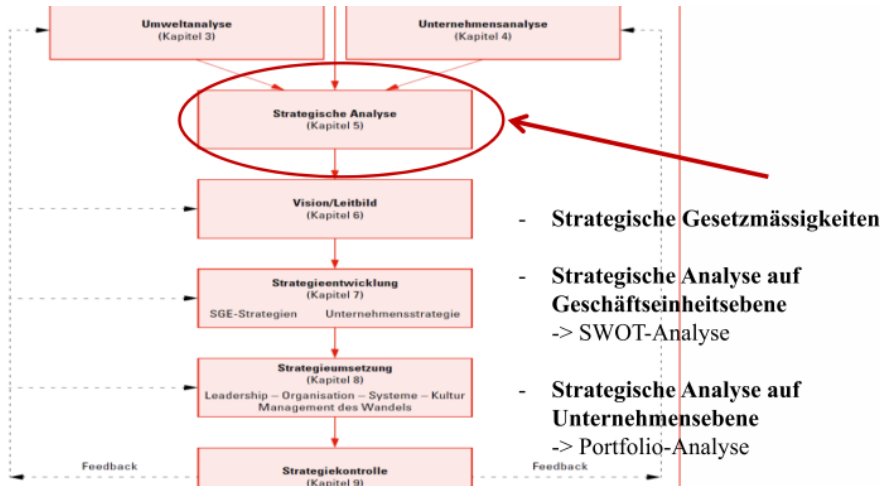 Umweltanalyse
(Kapitel 3)
Unternehmensanalyse
(Kapitel 4)
Strategische Analyse
(Kapitel 5)
Vision/Leitbild
(Kapitel 6)
Strategieentwicklung
(Kapitel 7)
SGE-Strategien Unternehmensstrategie
Strategieumsetzung
(Kapitel 8)
Leadership – Organisation – Systeme – Kultur
Management des Wandels
Feedback
Strategiekontrolle
(Kapitel 9)
Feedback
- Strategische Gesetzmässigkeiten
- Strategische Analyse auf
Geschäftseinheitsebene
-> SWOT-Analyse
- Strategische Analyse auf
Unternehmensebene
-> Portfolio-Analyse